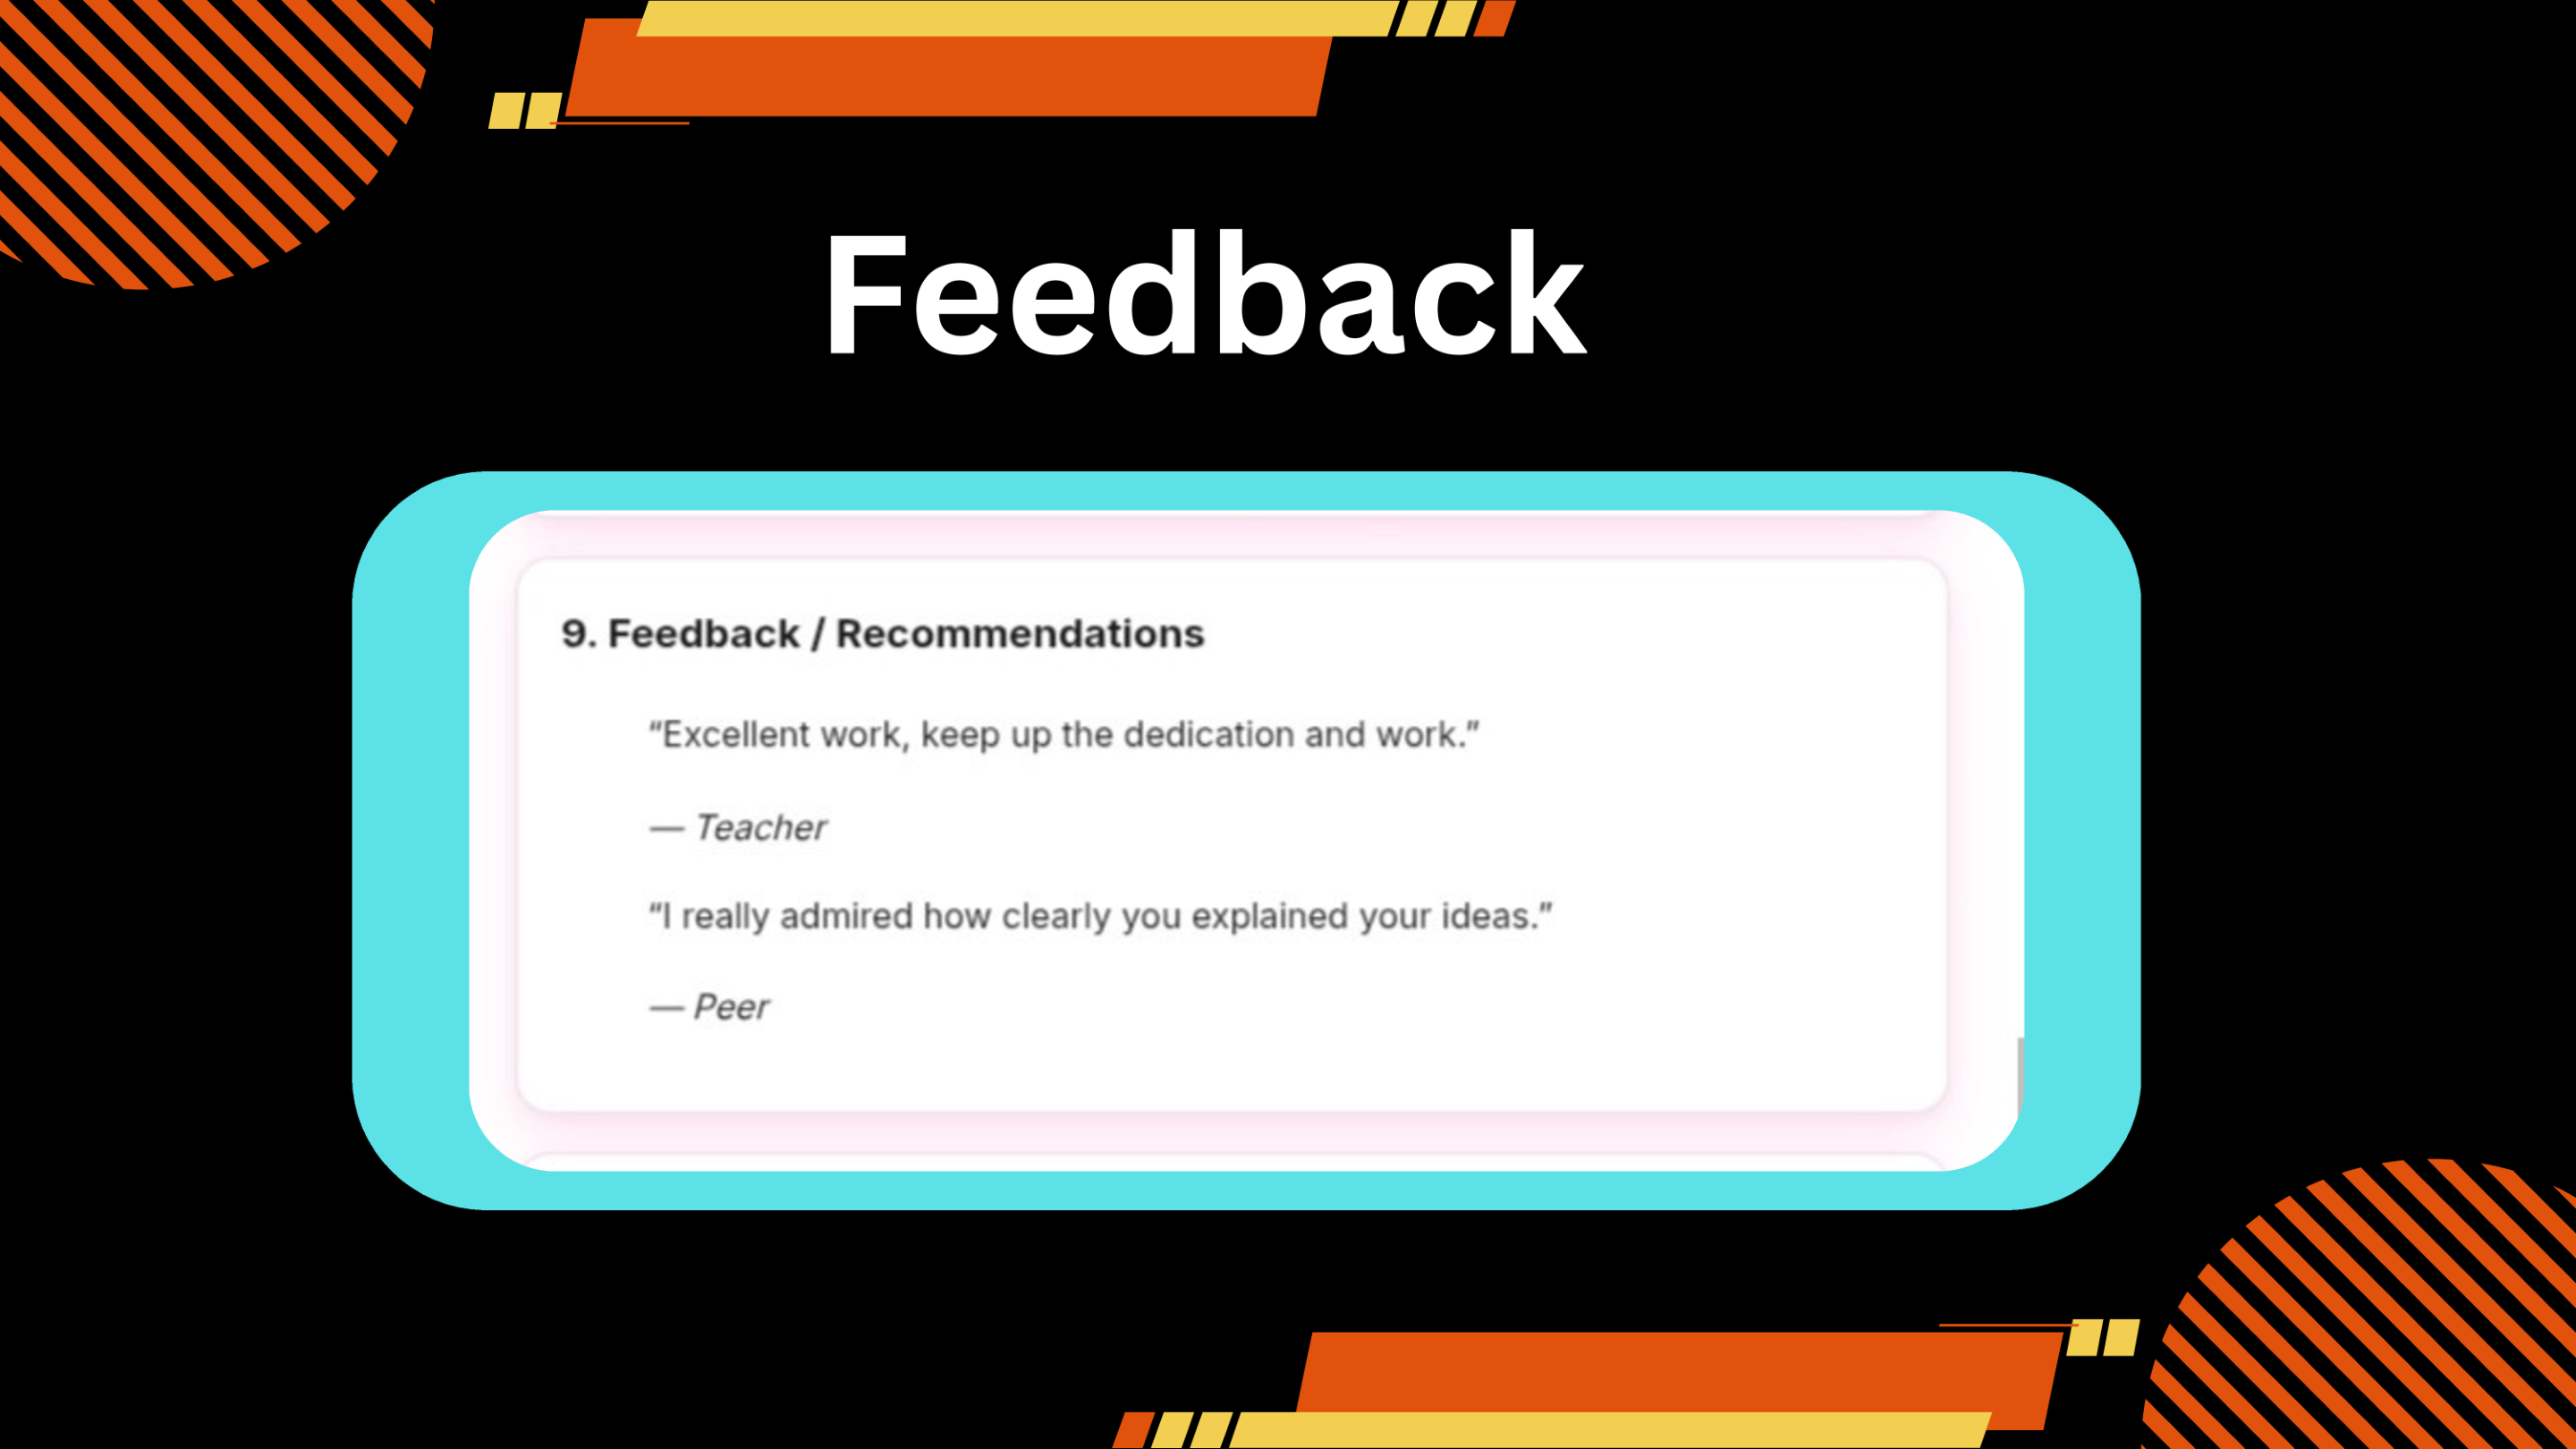 Feedback
9. Feedback / Recommendations
“Excellent work, keep up the dedication and work.”
— Teacher
“I really admired how clearly you explained your ideas.”
— Peer